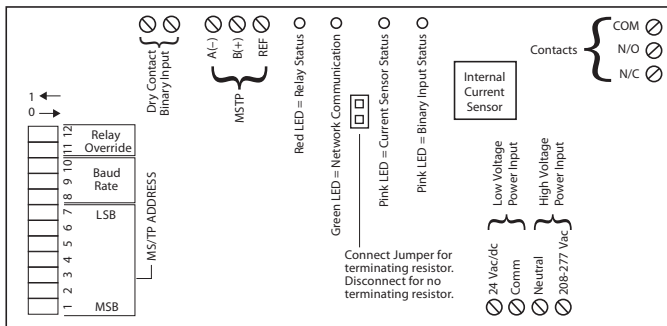 Dry Contact
Binary Input
A(–)
B(+)
REF
MSTP
Red LED = Relay Status
Green LED = Network Communication
Pink LED = Current Sensor Status
Pink LED = Binary Input Status
Internal
Current
Sensor
Contacts
COM
N/O
N/C
1
0
12
11
10
9
8
7
6
5
4
3
2
1
Relay
Override
Baud
Rate
LSB
MSB
MS/TP ADDRESS
Connect Jumper for
terminating resistor.
Disconnect for no
terminating resistor.
Low Voltage
Power Input
High Voltage
Power Input
24 Vac/dc
Comm
Neutral
208-277 Vac